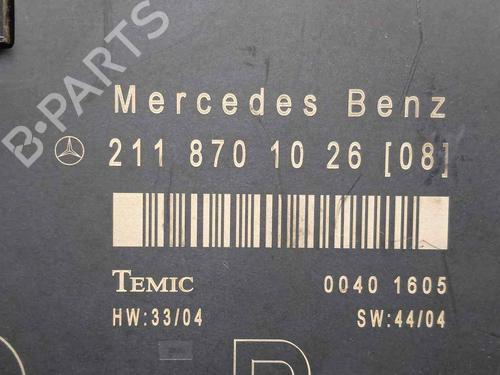 B-PARTS
Mercedes Benz
211 870 10 26 [08]
TEMIC 0040 1605
HW:33/04 SW:44/04